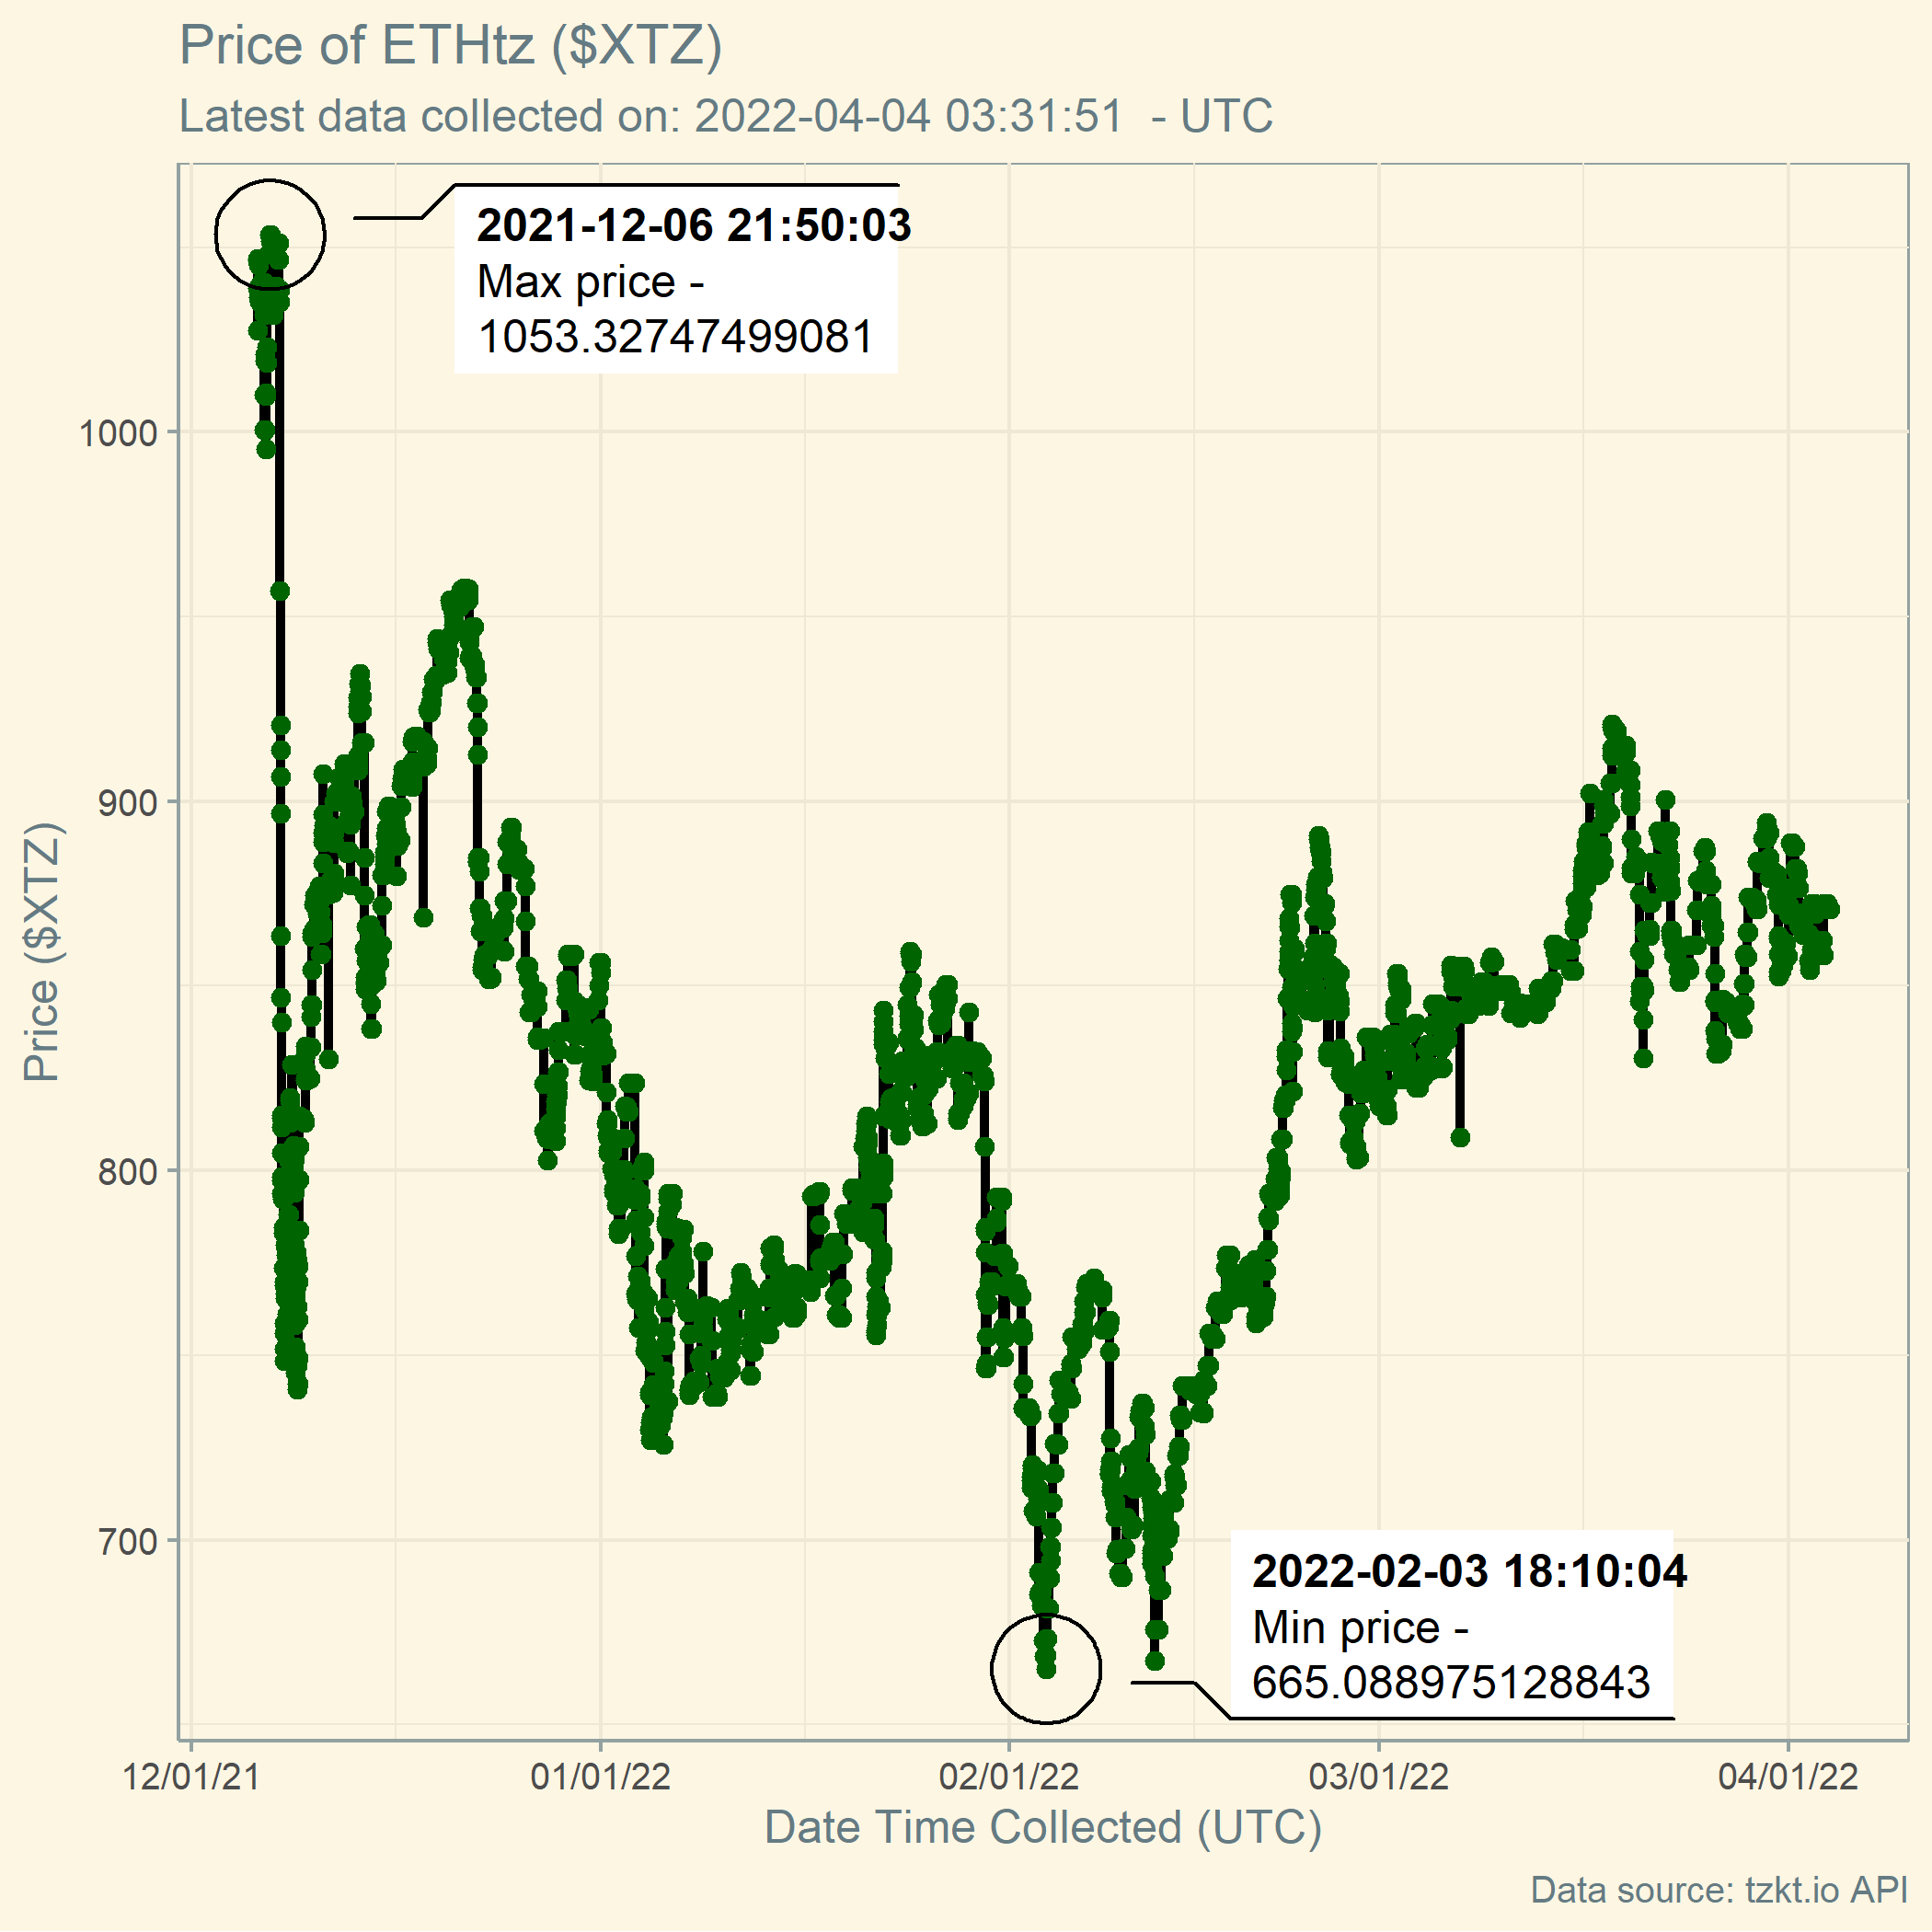 Price of ETHtz ($XTZ)
Latest data collected on: 2022-04-04 03:31:51  - UTC
2021-12-06 21:50:03
Max price -
1053.32747499081
1000
900
800
700
Price ($XTZ)
2022-02-03 18:10:04
Min price -
665.088975128843
12/01/21
01/01/22
02/01/22
03/01/22
04/01/22
Date Time Collected (UTC)
Data source: tzkt.io API